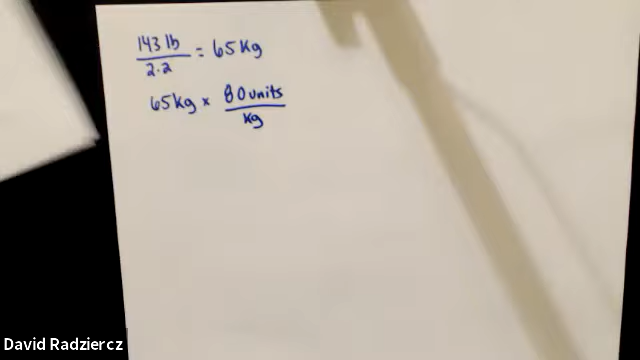 143 lb
2.2
= 65 kg
65 kg × 80 units
kg
David Radziercz